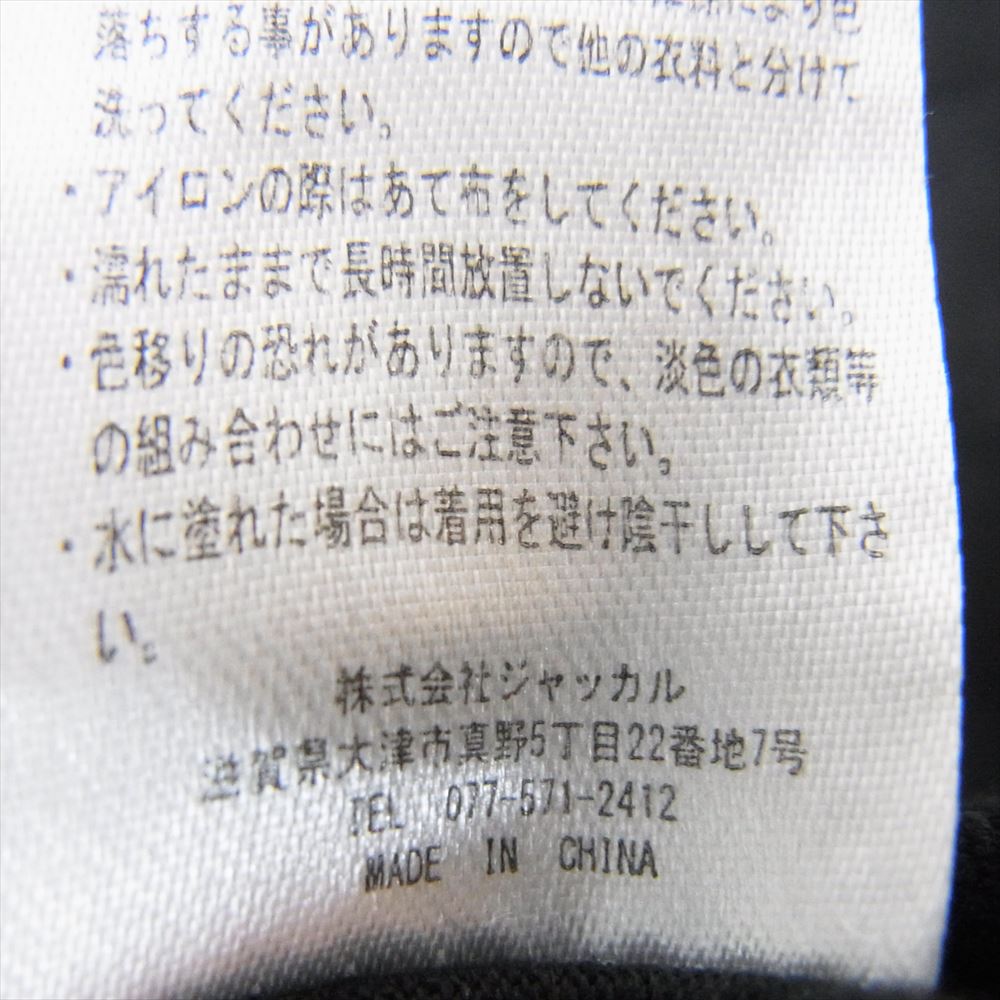 により色
落ちする事がありますので他の衣料と分けて
洗ってください。
・アイロンの際はあて布をしてください。
・濡れたままで長時間放置しないでください。
・色移りの恐れがありますので、淡色の衣類等
の組み合わせにはご注意下さい。
・水に塗れた場合は着用を避け陰干しして下さ
い。
株式会社ジャッカル
滋賀県大津市真野5丁目22番地7号
TEL 077-571-2412
MADE IN CHINA